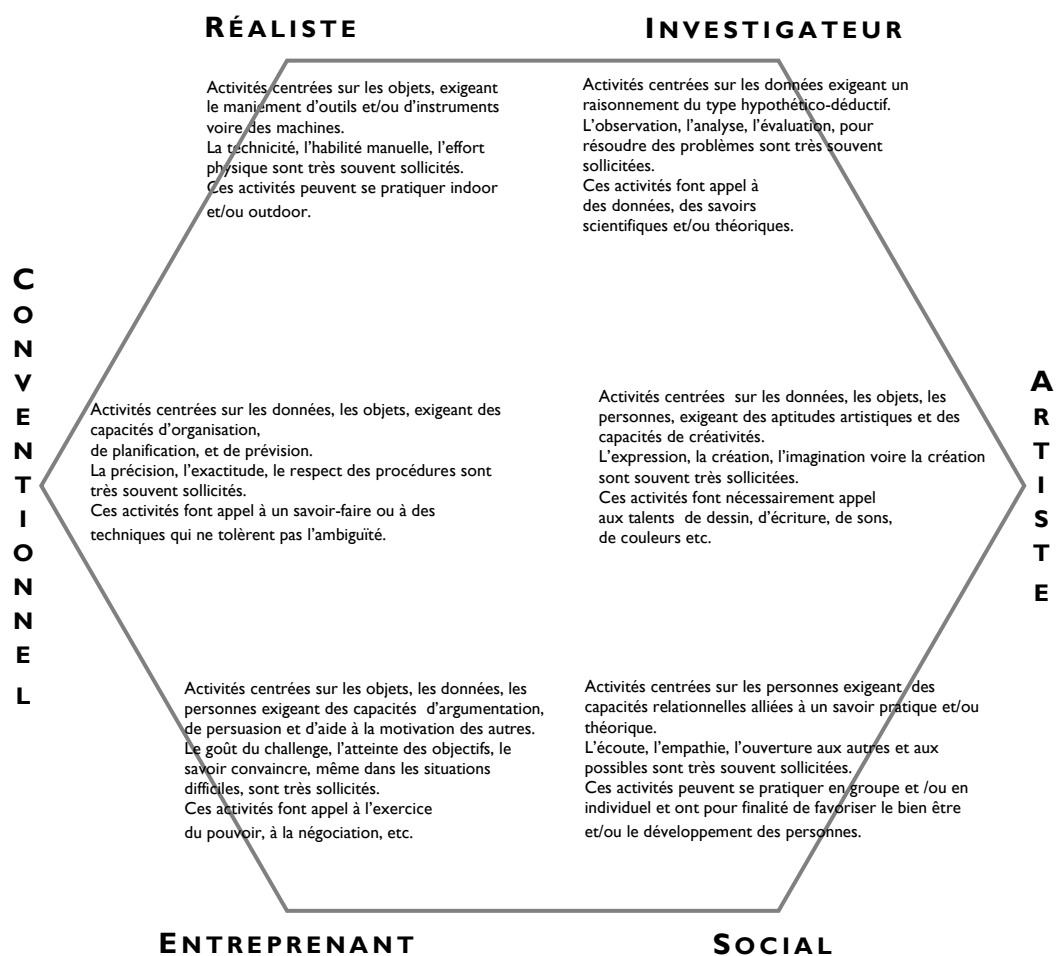 RÉALISTE
INVESTIGATEUR
Activités centrées sur les objets, exigeant
le maniement d'outils et/ou d'instruments
voire des machines.
La technicité, l'habilité manuelle, l'effort
physique sont très souvent sollicités.
Ces activités peuvent se pratiquer indoor
et/ou outdoor.
Activités centrées sur les données exigeant un
raisonnement du type hypothético-déductif.
L'observation, l'analyse, l'évaluation, pour
résoudre des problèmes sont très souvent
sollicitées.
Ces activités font appel à
des données, des savoirs
scientifiques et/ou théoriques.
CONVENTIONNEL
Activités centrées sur les données, les objets, exigeant des
capacités d'organisation,
de planification, et de prévision.
La précision, l'exactitude, le respect des procédures sont
très souvent sollicités.
Ces activités font appel à un savoir-faire ou à des
techniques qui ne tolèrent pas l'ambiguïté.
Activités centrées sur les données, les objets, les
personnes, exigeant des aptitudes artistiques et des
capacités de créativités.
L'expression, la création, l'imagination voire la création
sont souvent très sollicitées.
Ces activités font nécessairement appel
aux talents de dessin, d'écriture, de sons,
de couleurs etc.
ARTISTE
Activités centrées sur les objets, les données, les
personnes exigeant des capacités d'argumentation,
de persuasion et d'aide à la motivation des autres.
Le goût du challenge, l'atteinte des objectifs, le
savoir convaincre, même dans les situations
difficiles, sont très sollicités.
Ces activités font appel à l'exercice
du pouvoir, à la négociation, etc.
Activités centrées sur les personnes exigeant des
capacités relationnelles alliées à un savoir pratique et/ou
théorique.
L'écoute, l'empathie, l'ouverture aux autres et aux
possibles sont très souvent sollicitées.
Ces activités peuvent se pratiquer en groupe et /ou en
individuel et ont pour finalité de favoriser le bien être
et/ou le développement des personnes.
ENTREPRENANT
SOCIAL